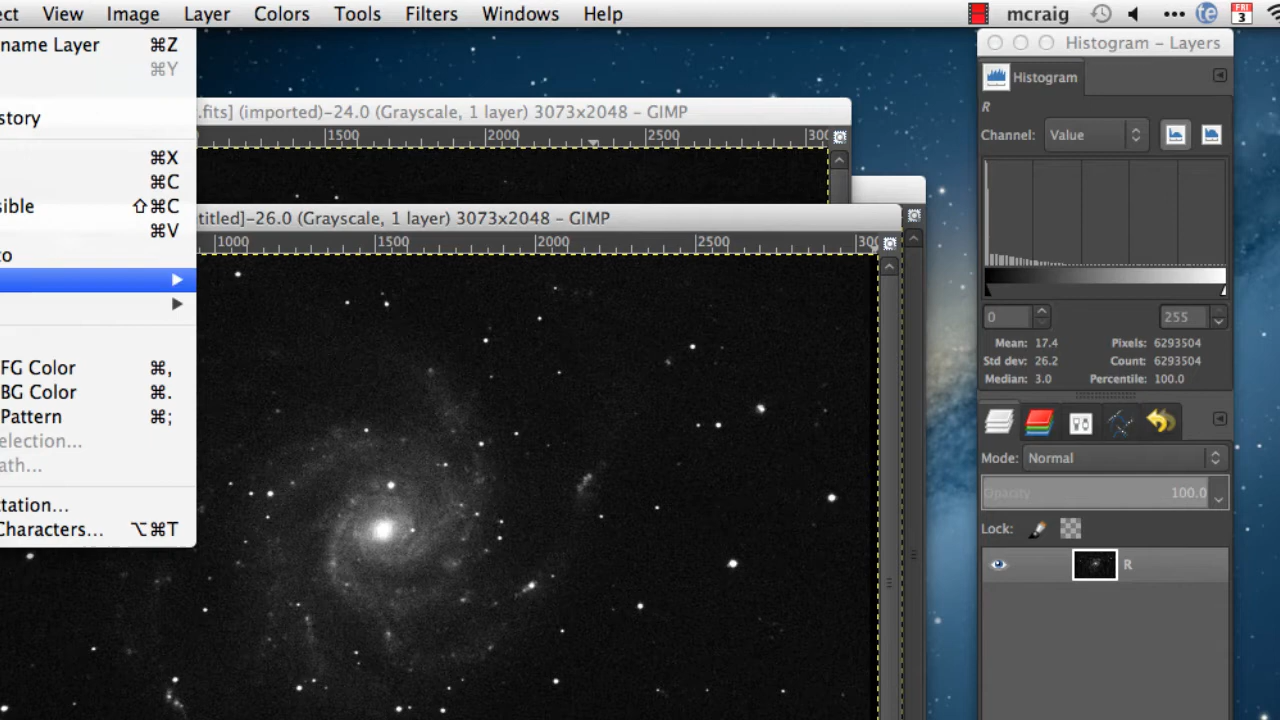 ect View Image Layer Colors Tools Filters Windows Help mcraig FRI 3
name Layer ⌘Z
⌘Y
story
⌘X
⌘C
sible ⇧⌘C
⌘V
to
FG Color ⌘,
BG Color ⌘.
Pattern ⌘;
election...
ath...
tation...
Characters... ⌥⌘T
.fits] (imported)-24.0 (Grayscale, 1 layer) 3073x2048 – GIMP
1500 2000 2500 300
titled]-26.0 (Grayscale, 1 layer) 3073x2048 – GIMP
1000 1500 2000 2500 300
Histogram – Layers
Histogram
R
Channel: Value
0 255
Mean: 17.4 Pixels: 6293504
Std dev: 26.2 Count: 6293504
Median: 3.0 Percentile: 100.0
Mode: Normal
Opacity 100.0
Lock:
R